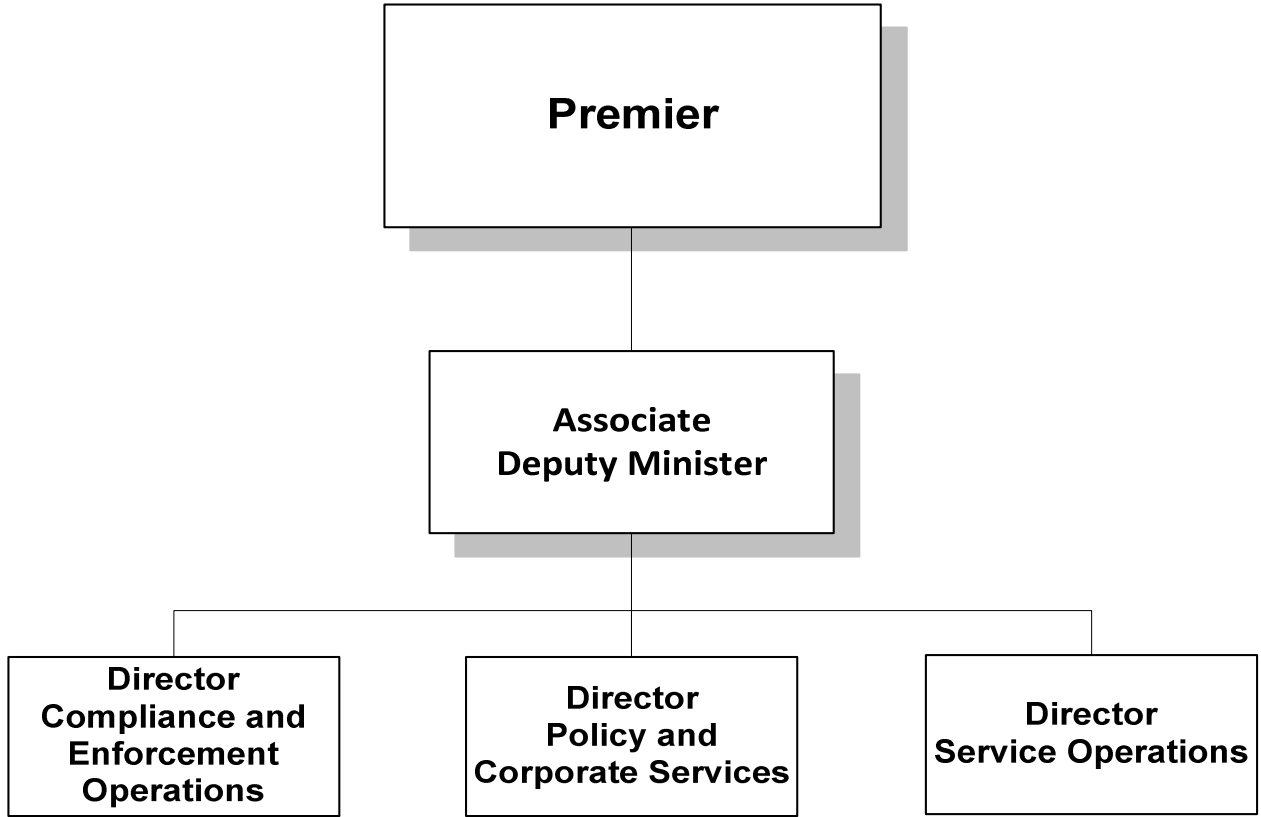 Premier
Associate
Deputy Minister
Director
Compliance and
Enforcement
Operations
Director
Policy and
Corporate Services
Director
Service Operations